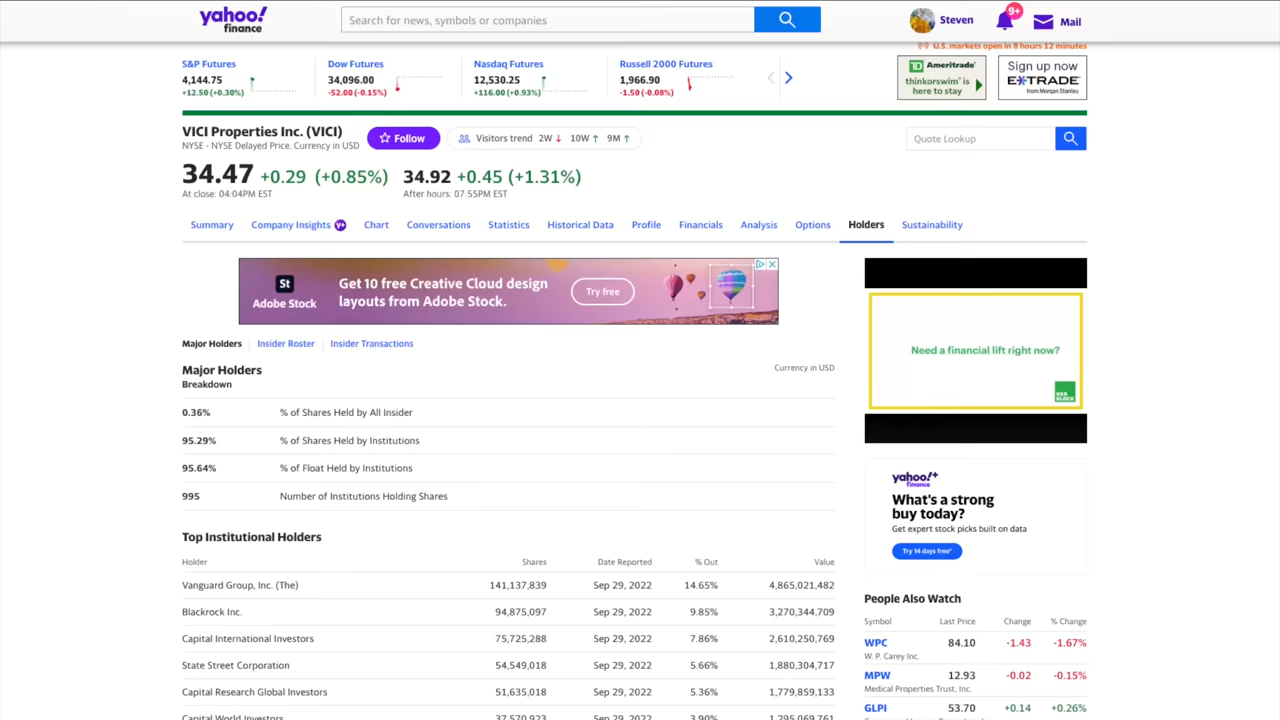 yahoo!
finance
Search for news, symbols or companies
Steven
9+
Mail
U.S. markets open in 8 hours 12 minutes
S&P Futures
4,144.75
+12.50 (+0.30%)
Dow Futures
34,096.00
-52.00 (-0.15%)
Nasdaq Futures
12,530.25
+116.00 (+0.93%)
Russell 2000 Futures
1,966.90
-1.50 (-0.08%)
TD Ameritrade
thinkorswim® is
here to stay
Sign up now
E*TRADE
from Morgan Stanley
VICI Properties Inc. (VICI)
NYSE - NYSE Delayed Price. Currency in USD
Follow
Visitors trend 2W ↓ 10W ↑ 9M ↑
Quote Lookup
34.47 +0.29 (+0.85%)
At close: 04:04PM EST
34.92 +0.45 (+1.31%)
After hours: 07:55PM EST
Summary
Company Insights
Y+
Chart
Conversations
Statistics
Historical Data
Profile
Financials
Analysis
Options
Holders
Sustainability
St
Adobe Stock
Get 10 free Creative Cloud design
layouts from Adobe Stock.
Try free
Need a financial lift right now?
H&R
BLOCK
Major Holders
Insider Roster
Insider Transactions
Major Holders
Currency in USD
Breakdown
0.36% % of Shares Held by All Insider
95.29% % of Shares Held by Institutions
95.64% % of Float Held by Institutions
995 Number of Institutions Holding Shares
yahoo!+
finance
What's a strong
buy today?
Get expert stock picks built on data
Try 14 days free*
Top Institutional Holders
Holder Shares Date Reported % Out Value
Vanguard Group, Inc. (The) 141,137,839 Sep 29, 2022 14.65% 4,865,021,482
Blackrock Inc. 94,875,097 Sep 29, 2022 9.85% 3,270,344,709
Capital International Investors 75,725,288 Sep 29, 2022 7.86% 2,610,250,769
State Street Corporation 54,549,018 Sep 29, 2022 5.66% 1,880,304,717
Capital Research Global Investors 51,635,018 Sep 29, 2022 5.36% 1,779,859,133
Capital World Investors 37,570,923 Sep 29, 2022 3.90% 1,295,069,761
People Also Watch
Symbol Last Price Change % Change
WPC 84.10 -1.43 -1.67%
W. P. Carey Inc.
MPW 12.93 -0.02 -0.15%
Medical Properties Trust, Inc.
GLPI 53.70 +0.14 +0.26%